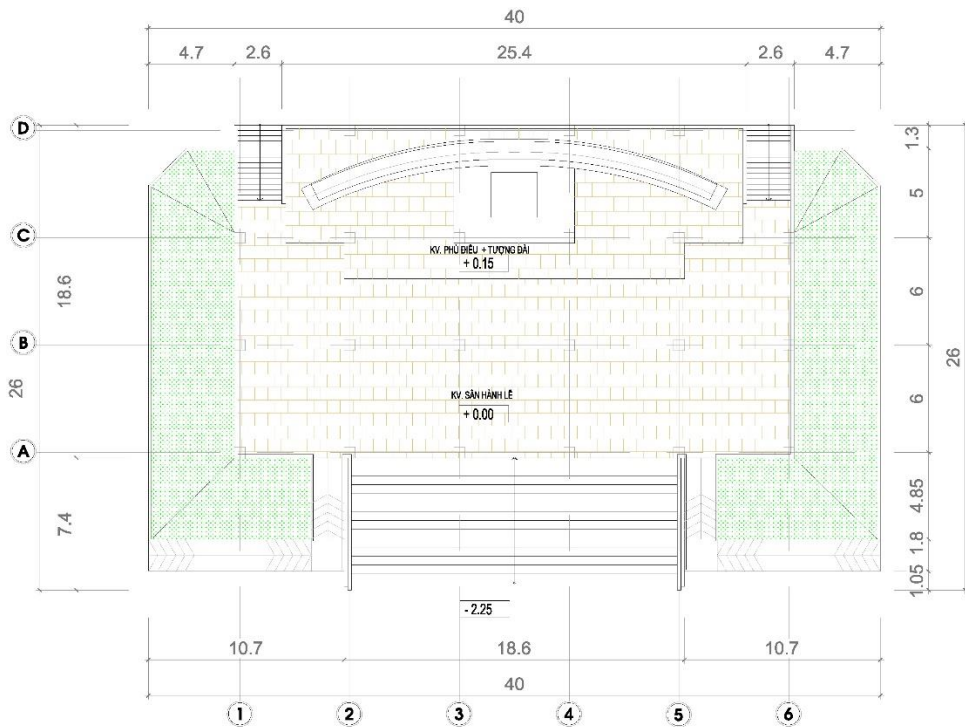 40
4.7 2.6 25.4 2.6 4.7
D
1.3
5
C
KV. PHÙ ĐIÊU + TƯỢNG ĐÀI
+ 0.15
18.6
6
B
26
26
6
KV. SÂN HÀNH LỄ
+ 0.00
A
4.85
7.4
1.8
1.05
- 2.25
10.7 18.6 10.7
40
1 2 3 4 5 6